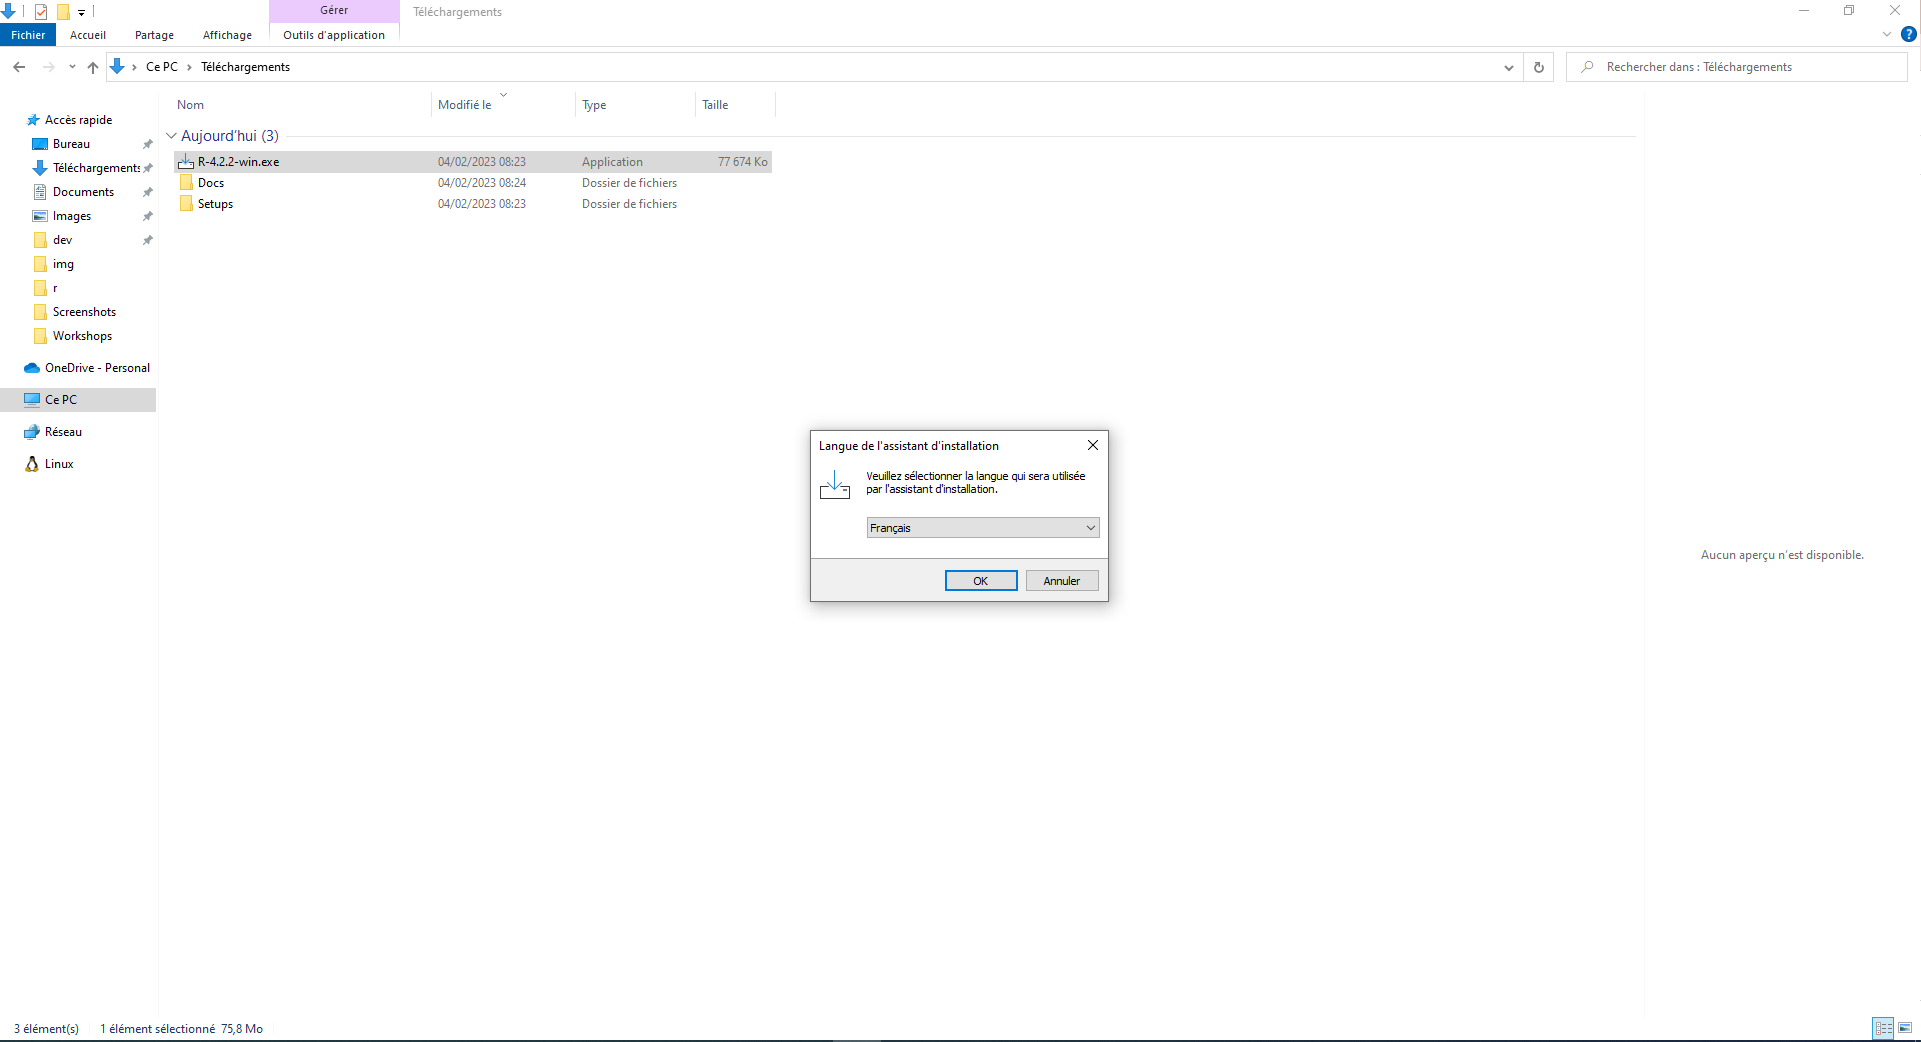 Gérer
Téléchargements
Fichier
Accueil
Partage
Affichage
Outils d'application
?
Ce PC
Téléchargements
Rechercher dans : Téléchargements
Nom
Modifié le
Type
Taille
Accès rapide
Bureau
Téléchargements
Documents
Images
dev
img
r
Screenshots
Workshops
OneDrive - Personal
Ce PC
Réseau
Linux
Aujourd'hui (3)
R-4.2.2-win.exe 04/02/2023 08:23 Application 77 674 Ko
Docs 04/02/2023 08:24 Dossier de fichiers
Setups 04/02/2023 08:23 Dossier de fichiers
Langue de l'assistant d'installation
Veuillez sélectionner la langue qui sera utilisée
par l'assistant d'installation.
Français
OK
Annuler
Aucun aperçu n'est disponible.
3 élément(s)
1 élément sélectionné 75,8 Mo